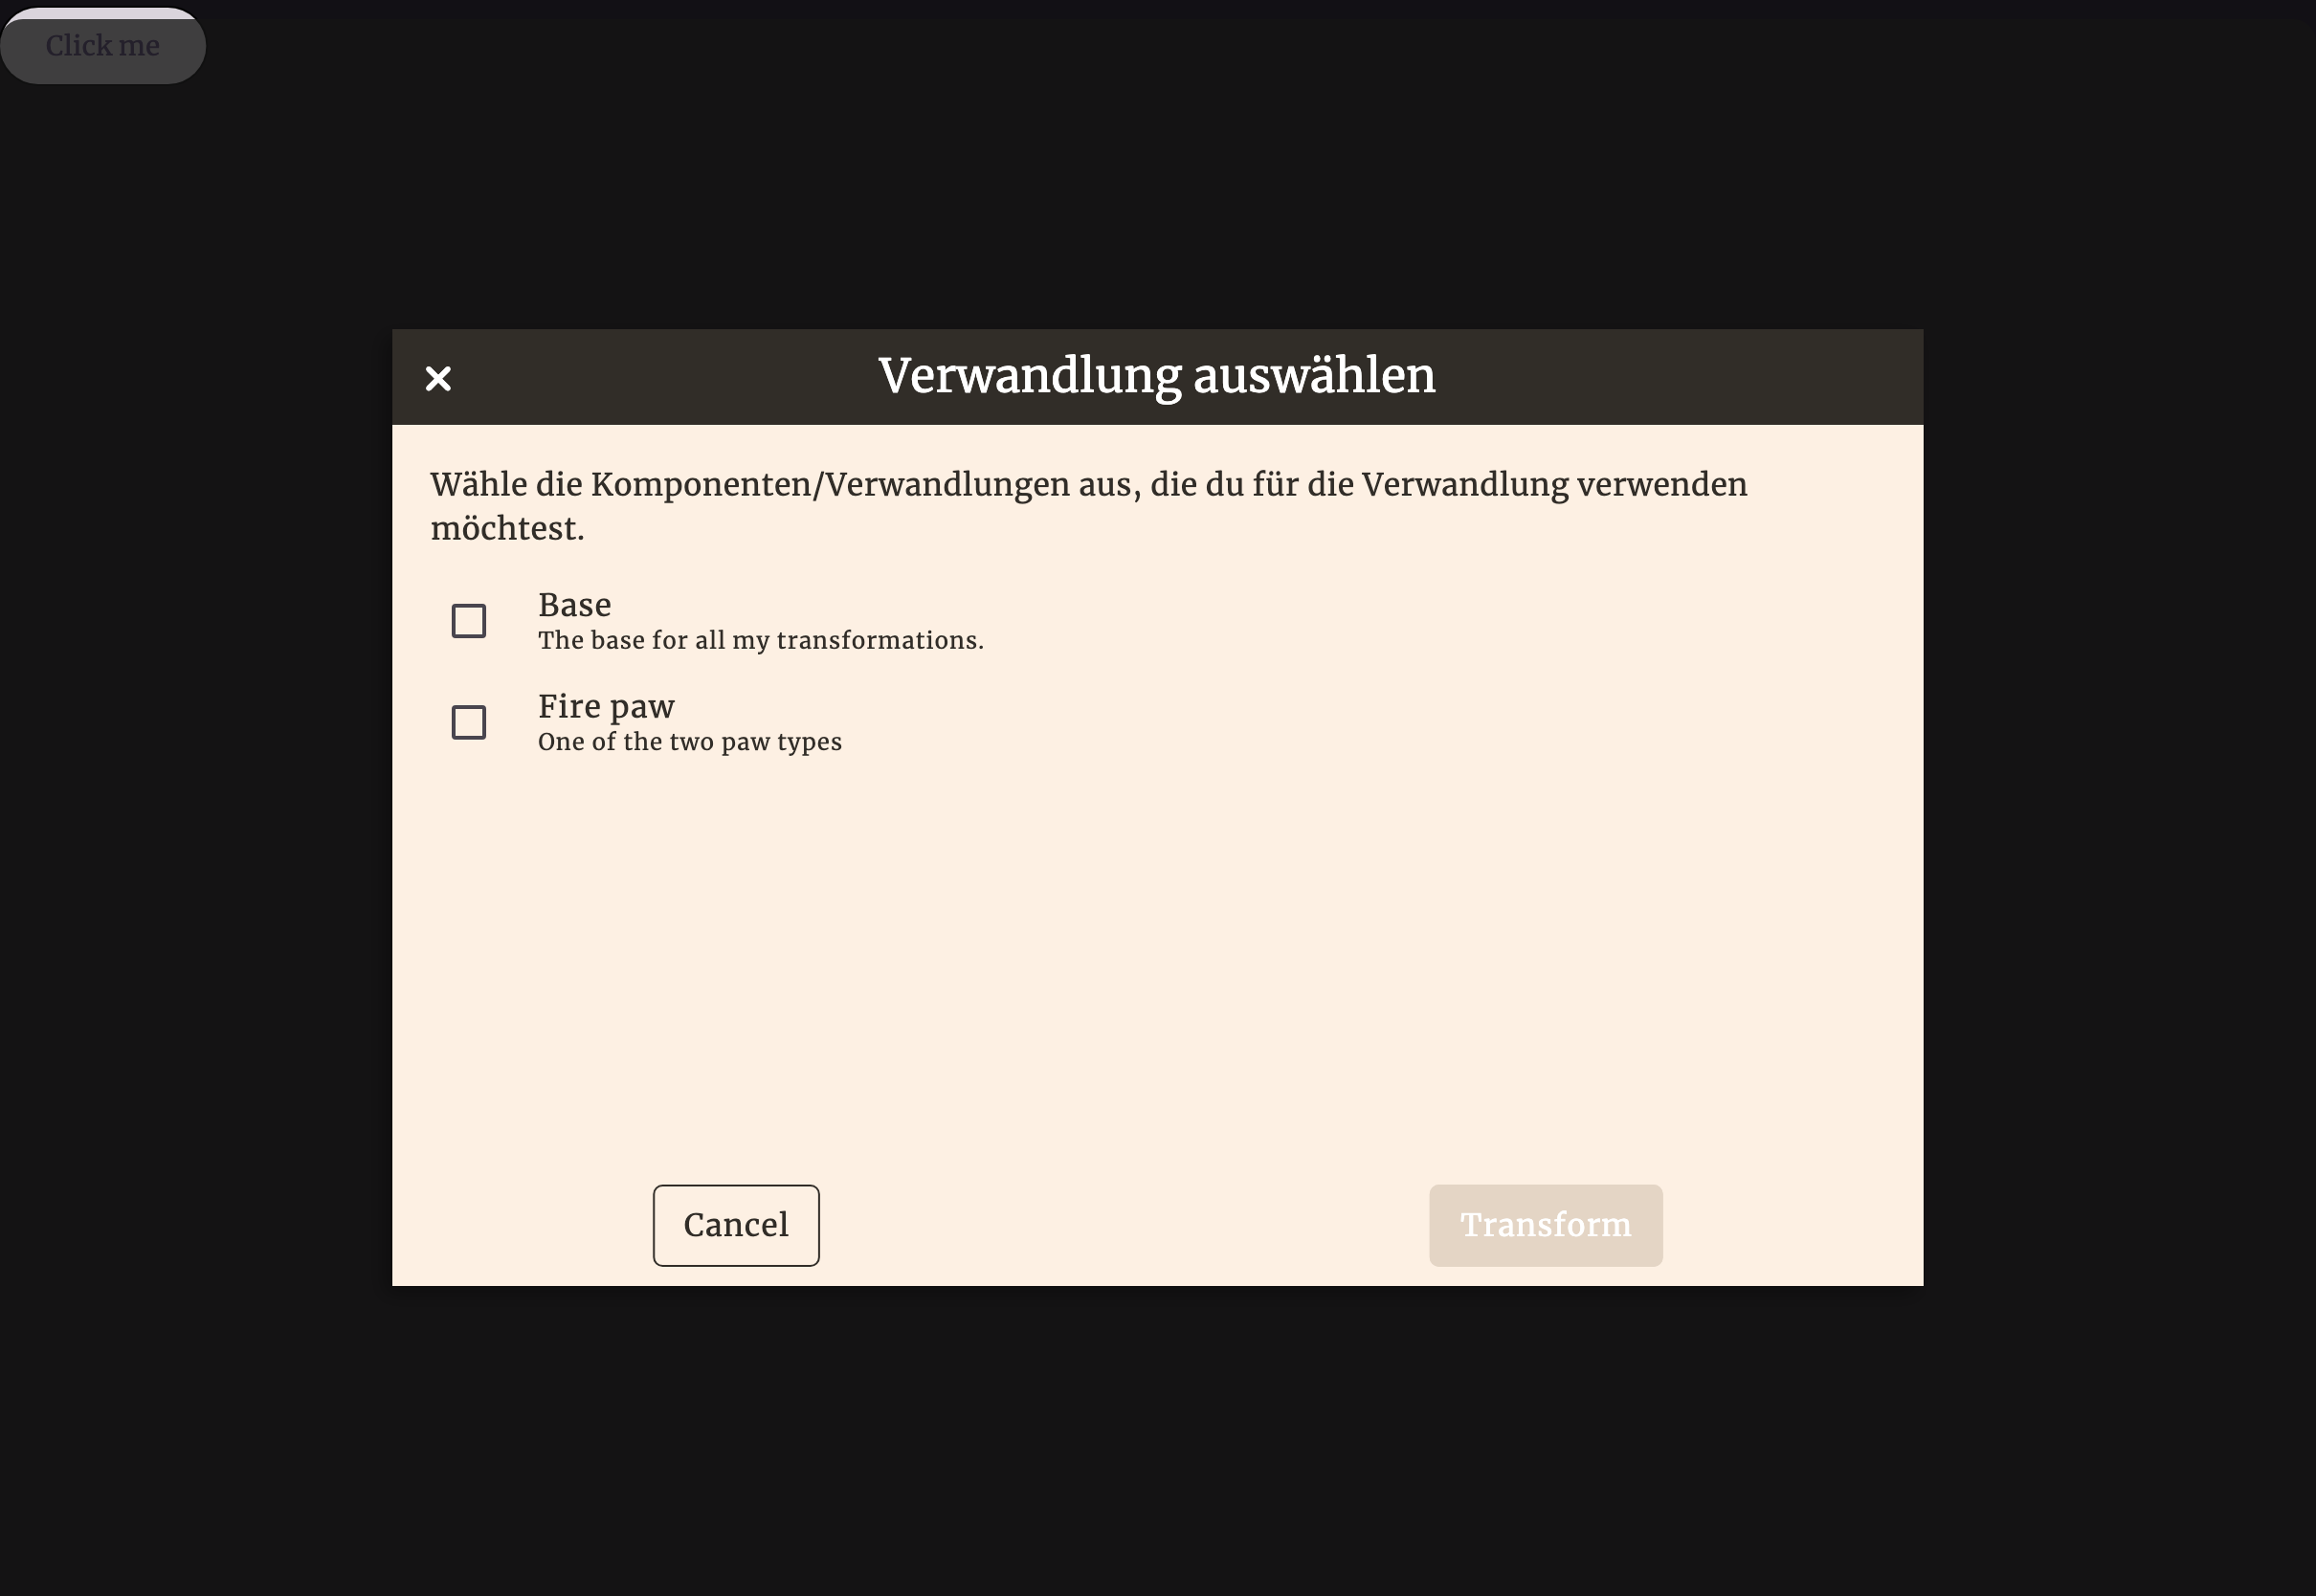 Click me
Verwandlung auswählen
Wähle die Komponenten/Verwandlungen aus, die du für die Verwandlung verwenden
möchtest.
Base
The base for all my transformations.
Fire paw
One of the two paw types
Cancel
Transform